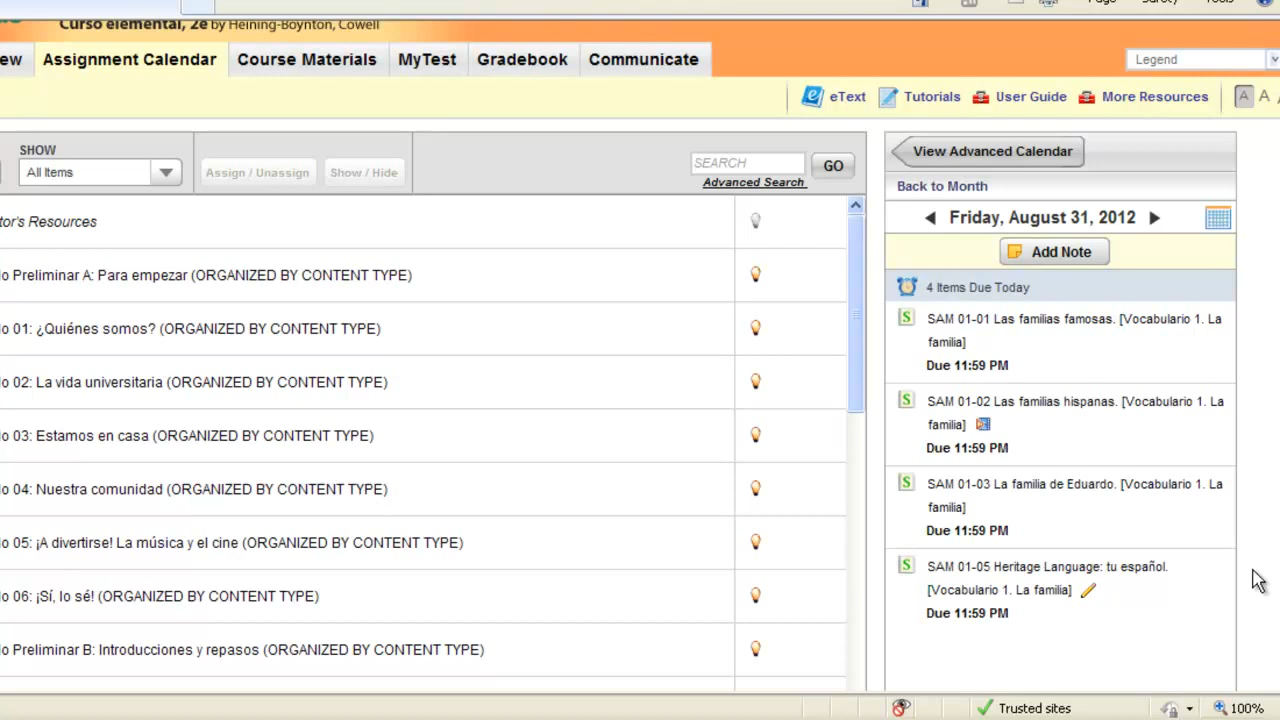 Curso elemental, 2e by Heining-Boynton, Cowell
Page Safety Tools
ew Assignment Calendar Course Materials MyTest Gradebook Communicate
Legend
eText Tutorials User Guide More Resources A A
SHOW
All Items
Assign / Unassign Show / Hide
SEARCH GO
Advanced Search
tor's Resources
o Preliminar A: Para empezar (ORGANIZED BY CONTENT TYPE)
o 01: ¿Quiénes somos? (ORGANIZED BY CONTENT TYPE)
o 02: La vida universitaria (ORGANIZED BY CONTENT TYPE)
o 03: Estamos en casa (ORGANIZED BY CONTENT TYPE)
o 04: Nuestra comunidad (ORGANIZED BY CONTENT TYPE)
o 05: ¡A divertirse! La música y el cine (ORGANIZED BY CONTENT TYPE)
o 06: ¡Sí, lo sé! (ORGANIZED BY CONTENT TYPE)
o Preliminar B: Introducciones y repasos (ORGANIZED BY CONTENT TYPE)
View Advanced Calendar
Back to Month
Friday, August 31, 2012
Add Note
4 Items Due Today
S SAM 01-01 Las familias famosas. [Vocabulario 1. La
familia]
Due 11:59 PM
S SAM 01-02 Las familias hispanas. [Vocabulario 1. La
familia]
Due 11:59 PM
S SAM 01-03 La familia de Eduardo. [Vocabulario 1. La
familia]
Due 11:59 PM
S SAM 01-05 Heritage Language: tu español.
[Vocabulario 1. La familia]
Due 11:59 PM
Trusted sites 100%